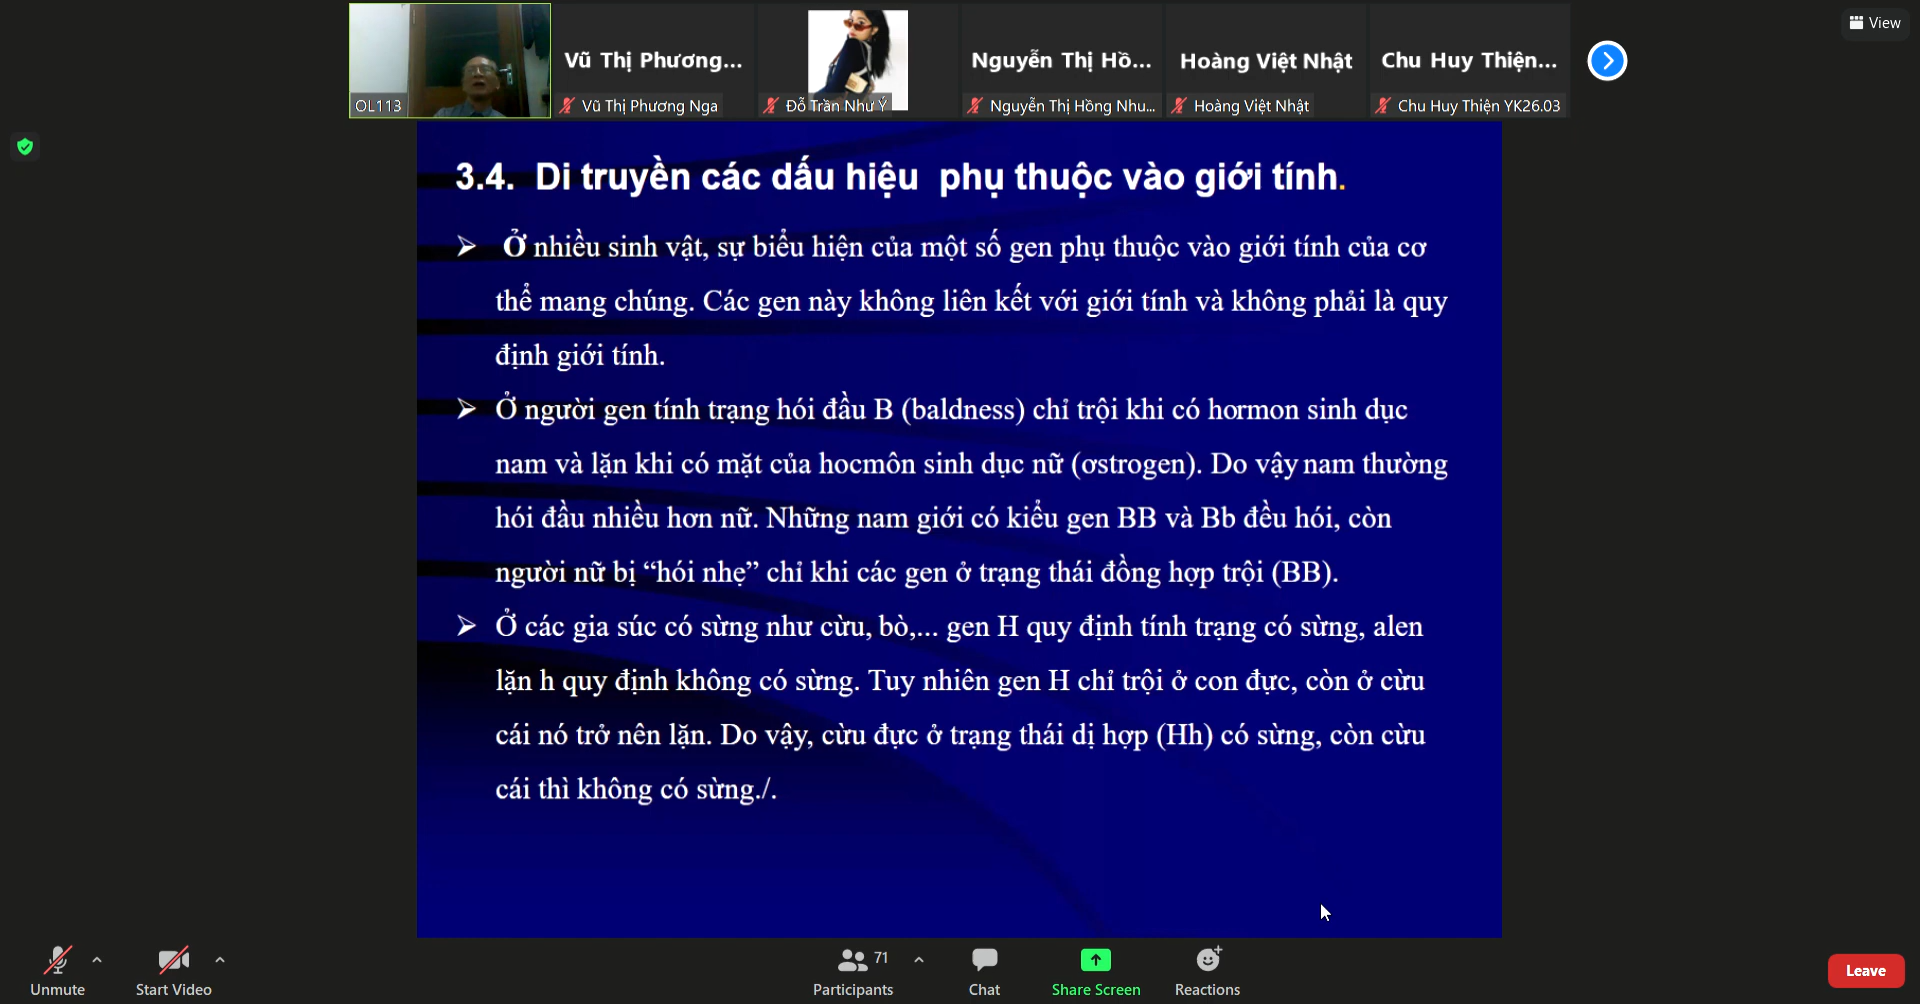 View
OL113
Vũ Thị Phương...
Vũ Thị Phương Nga
Đỗ Trần Như Ý
Nguyễn Thị Hồ...
Nguyễn Thị Hồng Nhu...
Hoàng Việt Nhật
Hoàng Việt Nhật
Chu Huy Thiện...
Chu Huy Thiện YK26.03
3.4. Di truyền các dấu hiệu phụ thuộc vào giới tính.
➢ Ở nhiều sinh vật, sự biểu hiện của một số gen phụ thuộc vào giới tính của cơ
thể mang chúng. Các gen này không liên kết với giới tính và không phải là quy
định giới tính.
➢ Ở người gen tính trạng hói đầu B (baldness) chỉ trội khi có hormon sinh dục
nam và lặn khi có mặt của hocmôn sinh dục nữ (ơstrogen). Do vậy nam thường
hói đầu nhiều hơn nữ. Những nam giới có kiểu gen BB và Bb đều hói, còn
người nữ bị “hói nhẹ” chỉ khi các gen ở trạng thái đồng hợp trội (BB).
➢ Ở các gia súc có sừng như cừu, bò,... gen H quy định tính trạng có sừng, alen
lặn h quy định không có sừng. Tuy nhiên gen H chỉ trội ở con đực, còn ở cừu
cái nó trở nên lặn. Do vậy, cừu đực ở trạng thái dị hợp (Hh) có sừng, còn cừu
cái thì không có sừng./.
Unmute
Start Video
71
Participants
Chat
Share Screen
Reactions
Leave